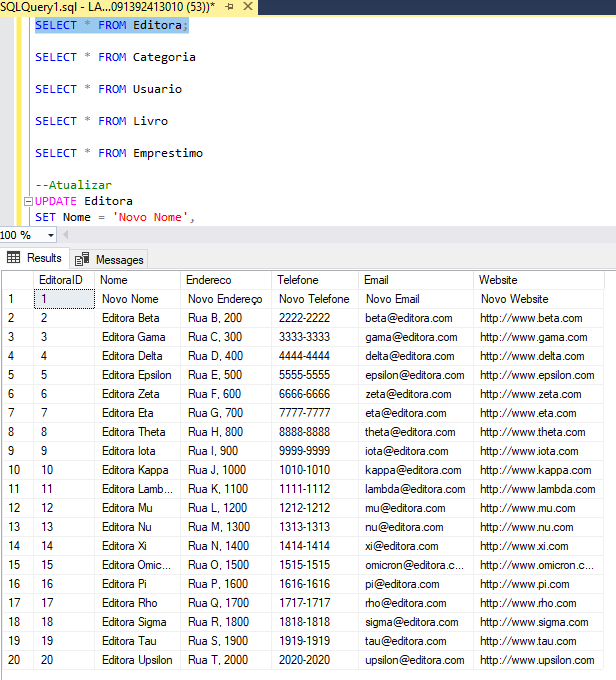 SQLQuery1.sql - LA...091392413010 (53))*
SELECT * FROM Editora;
SELECT * FROM Categoria
SELECT * FROM Usuario
SELECT * FROM Livro
SELECT * FROM Emprestimo
--Atualizar
UPDATE Editora
SET Nome = 'Novo Nome',
100 %
Results Messages
EditoraID Nome Endereco Telefone Email Website
1 1 Novo Nome Novo Endereço Novo Telefone Novo Email Novo Website
2 2 Editora Beta Rua B, 200 2222-2222 beta@editora.com http://www.beta.com
3 3 Editora Gama Rua C, 300 3333-3333 gama@editora.com http://www.gama.com
4 4 Editora Delta Rua D, 400 4444-4444 delta@editora.com http://www.delta.com
5 5 Editora Epsilon Rua E, 500 5555-5555 epsilon@editora.com http://www.epsilon.com
6 6 Editora Zeta Rua F, 600 6666-6666 zeta@editora.com http://www.zeta.com
7 7 Editora Eta Rua G, 700 7777-7777 eta@editora.com http://www.eta.com
8 8 Editora Theta Rua H, 800 8888-8888 theta@editora.com http://www.theta.com
9 9 Editora Iota Rua I, 900 9999-9999 iota@editora.com http://www.iota.com
10 10 Editora Kappa Rua J, 1000 1010-1010 kappa@editora.com http://www.kappa.com
11 11 Editora Lamb... Rua K, 1100 1111-1112 lambda@editora.com http://www.lambda.com
12 12 Editora Mu Rua L, 1200 1212-1212 mu@editora.com http://www.mu.com
13 13 Editora Nu Rua M, 1300 1313-1313 nu@editora.com http://www.nu.com
14 14 Editora Xi Rua N, 1400 1414-1414 xi@editora.com http://www.xi.com
15 15 Editora Omic... Rua O, 1500 1515-1515 omicron@editora.c... http://www.omicron.c...
16 16 Editora Pi Rua P, 1600 1616-1616 pi@editora.com http://www.pi.com
17 17 Editora Rho Rua Q, 1700 1717-1717 rho@editora.com http://www.rho.com
18 18 Editora Sigma Rua R, 1800 1818-1818 sigma@editora.com http://www.sigma.com
19 19 Editora Tau Rua S, 1900 1919-1919 tau@editora.com http://www.tau.com
20 20 Editora Upsilon Rua T, 2000 2020-2020 upsilon@editora.com http://www.upsilon.com